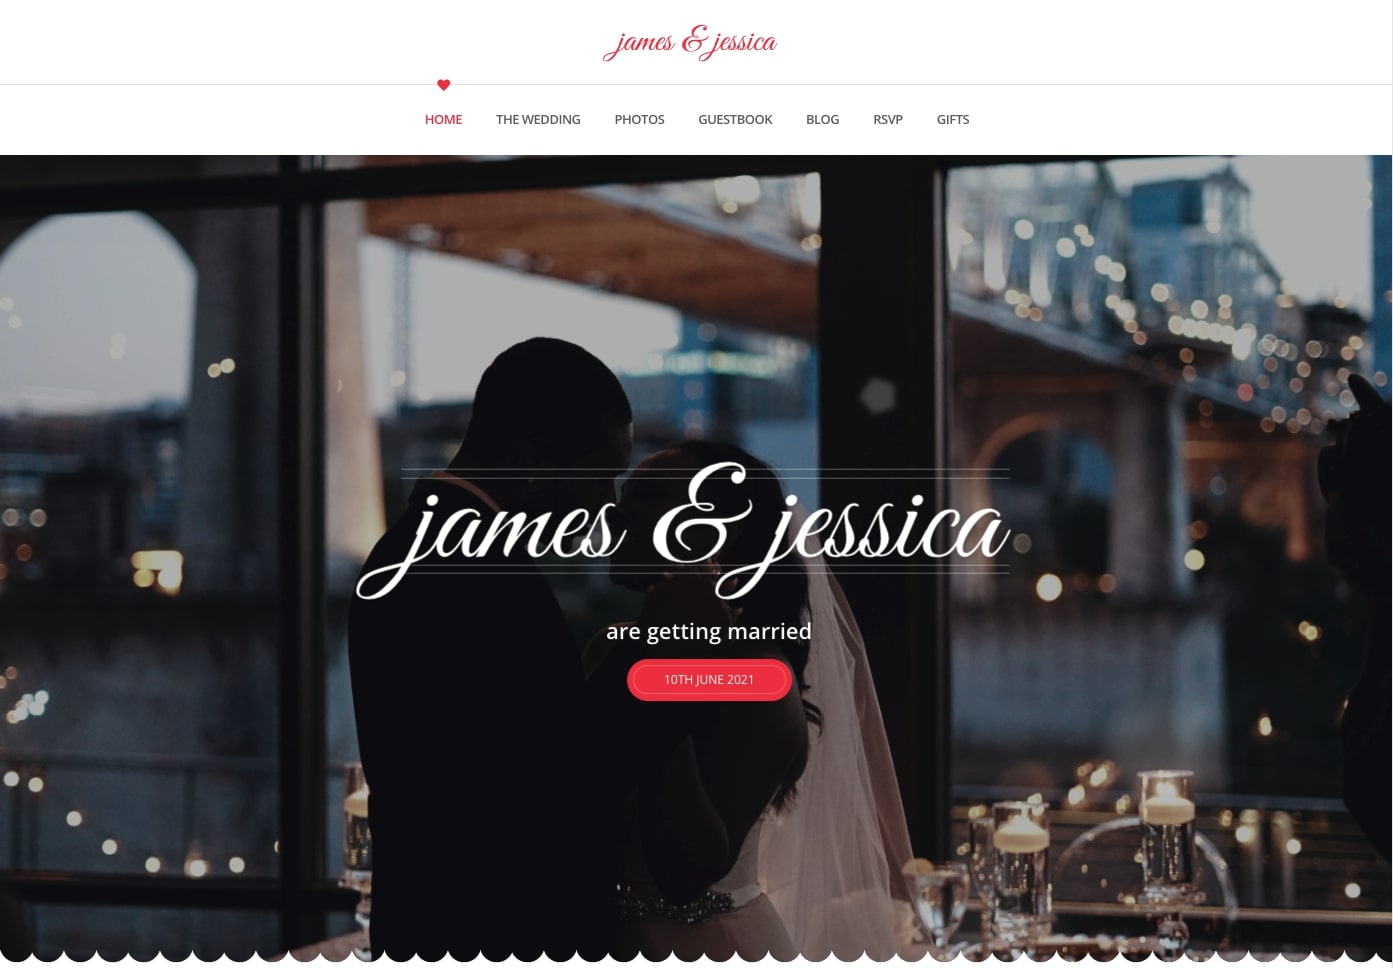 james & jessica
HOME THE WEDDING PHOTOS GUESTBOOK BLOG RSVP GIFTS
james & jessica
are getting married
10TH JUNE 2021